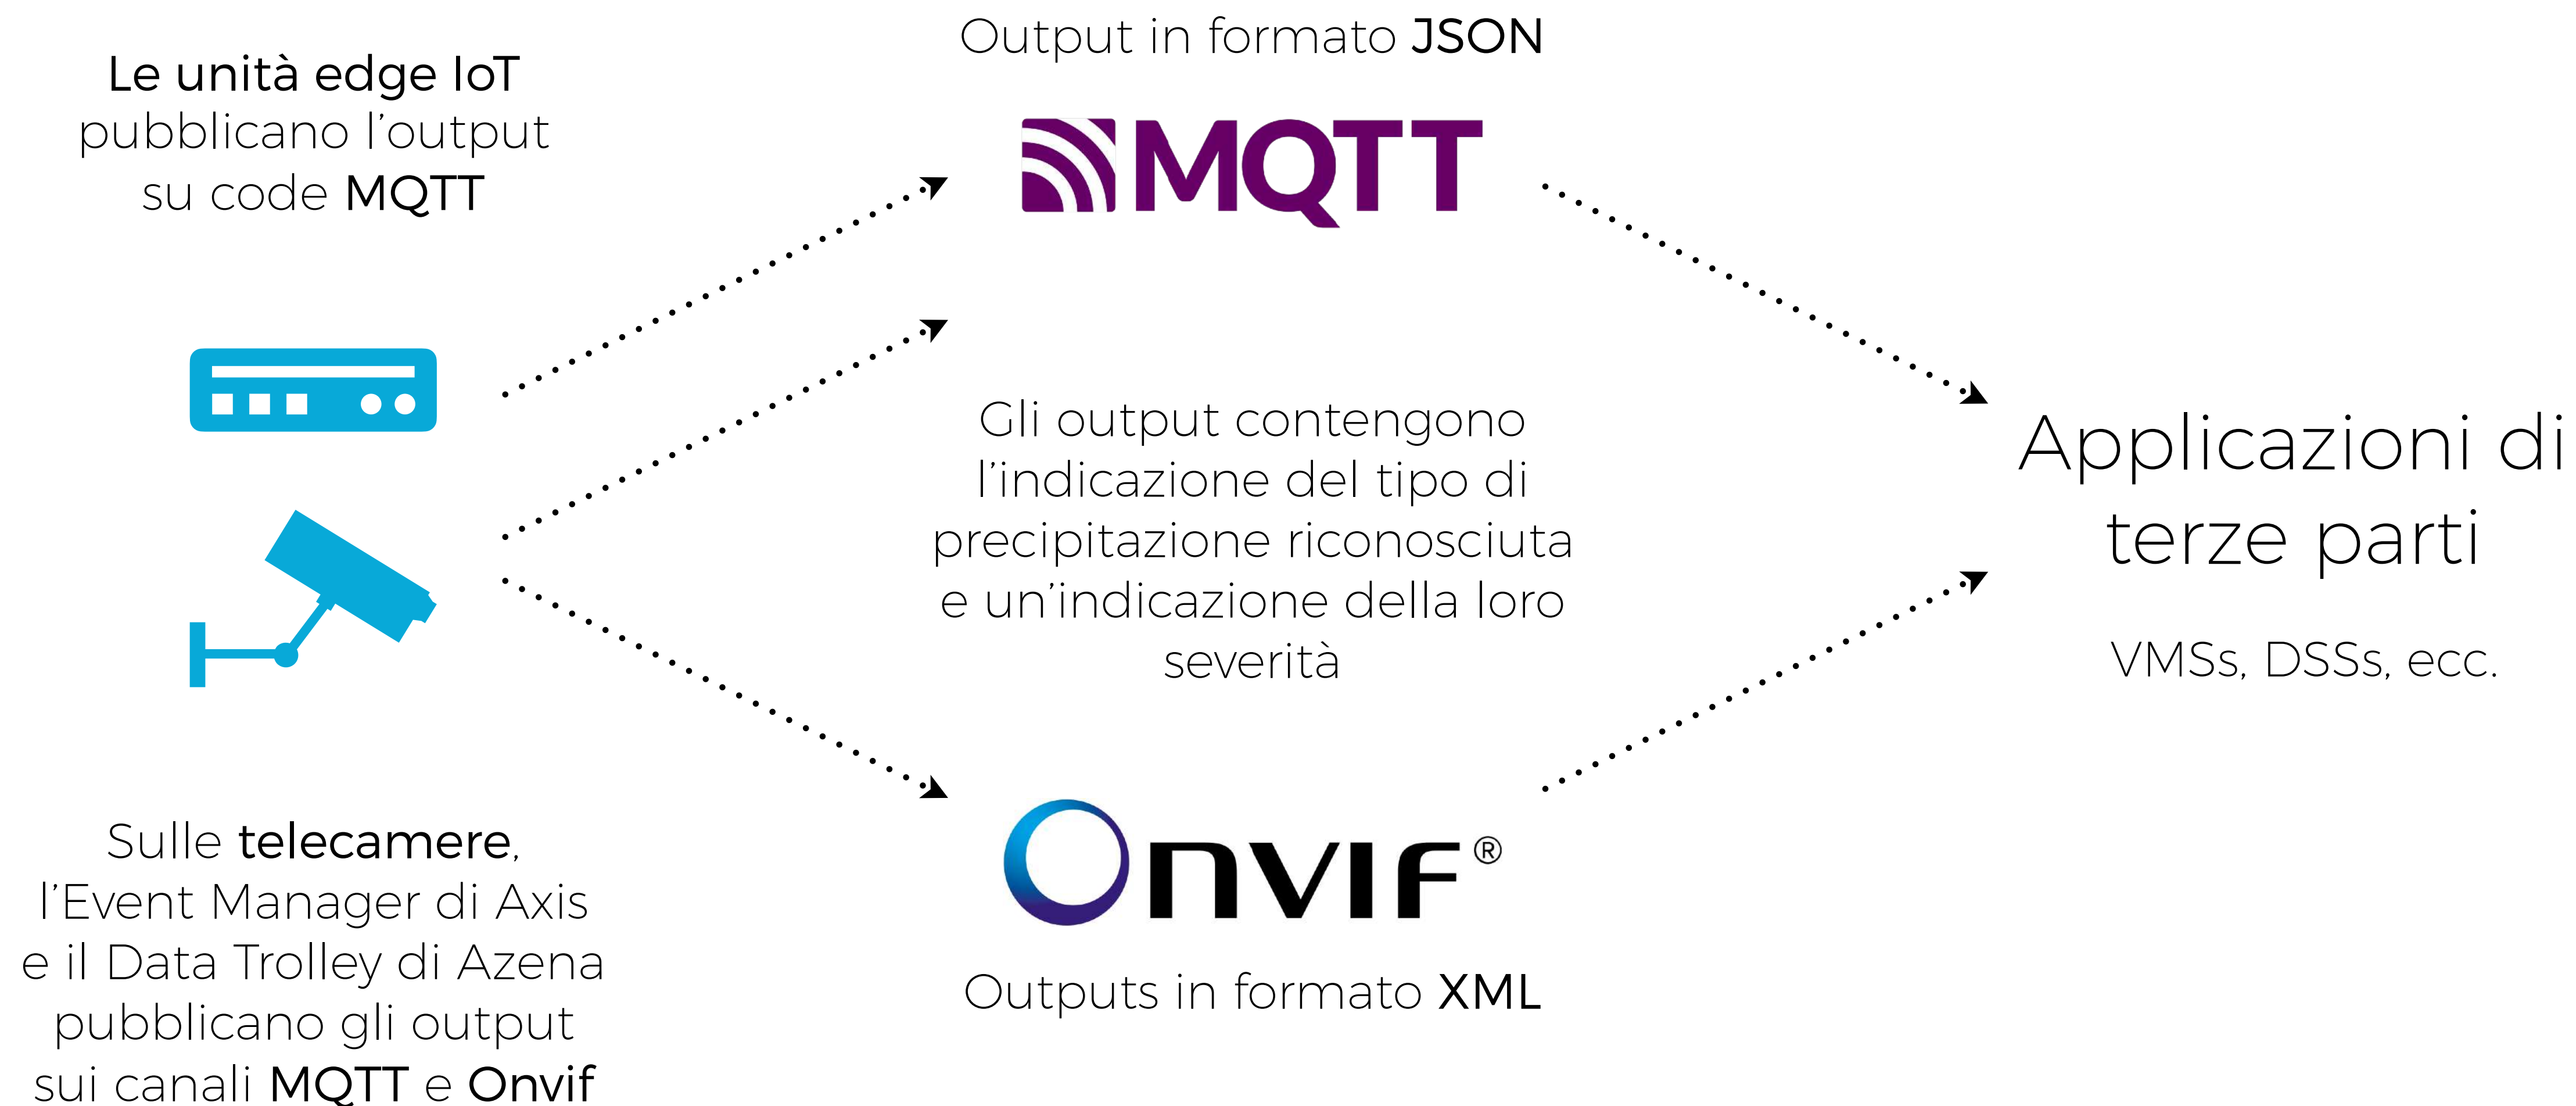 Le unità edge IoT
pubblicano l'output
su code MQTT
Output in formato JSON
MQTT
Gli output contengono
l'indicazione del tipo di
precipitazione riconosciuta
e un'indicazione della loro
severità
Applicazioni di
terze parti
VMSs, DSSs, ecc.
Sulle telecamere,
l'Event Manager di Axis
e il Data Trolley di Azena
pubblicano gli output
sui canali MQTT e Onvif
ONVIF®
Outputs in formato XML